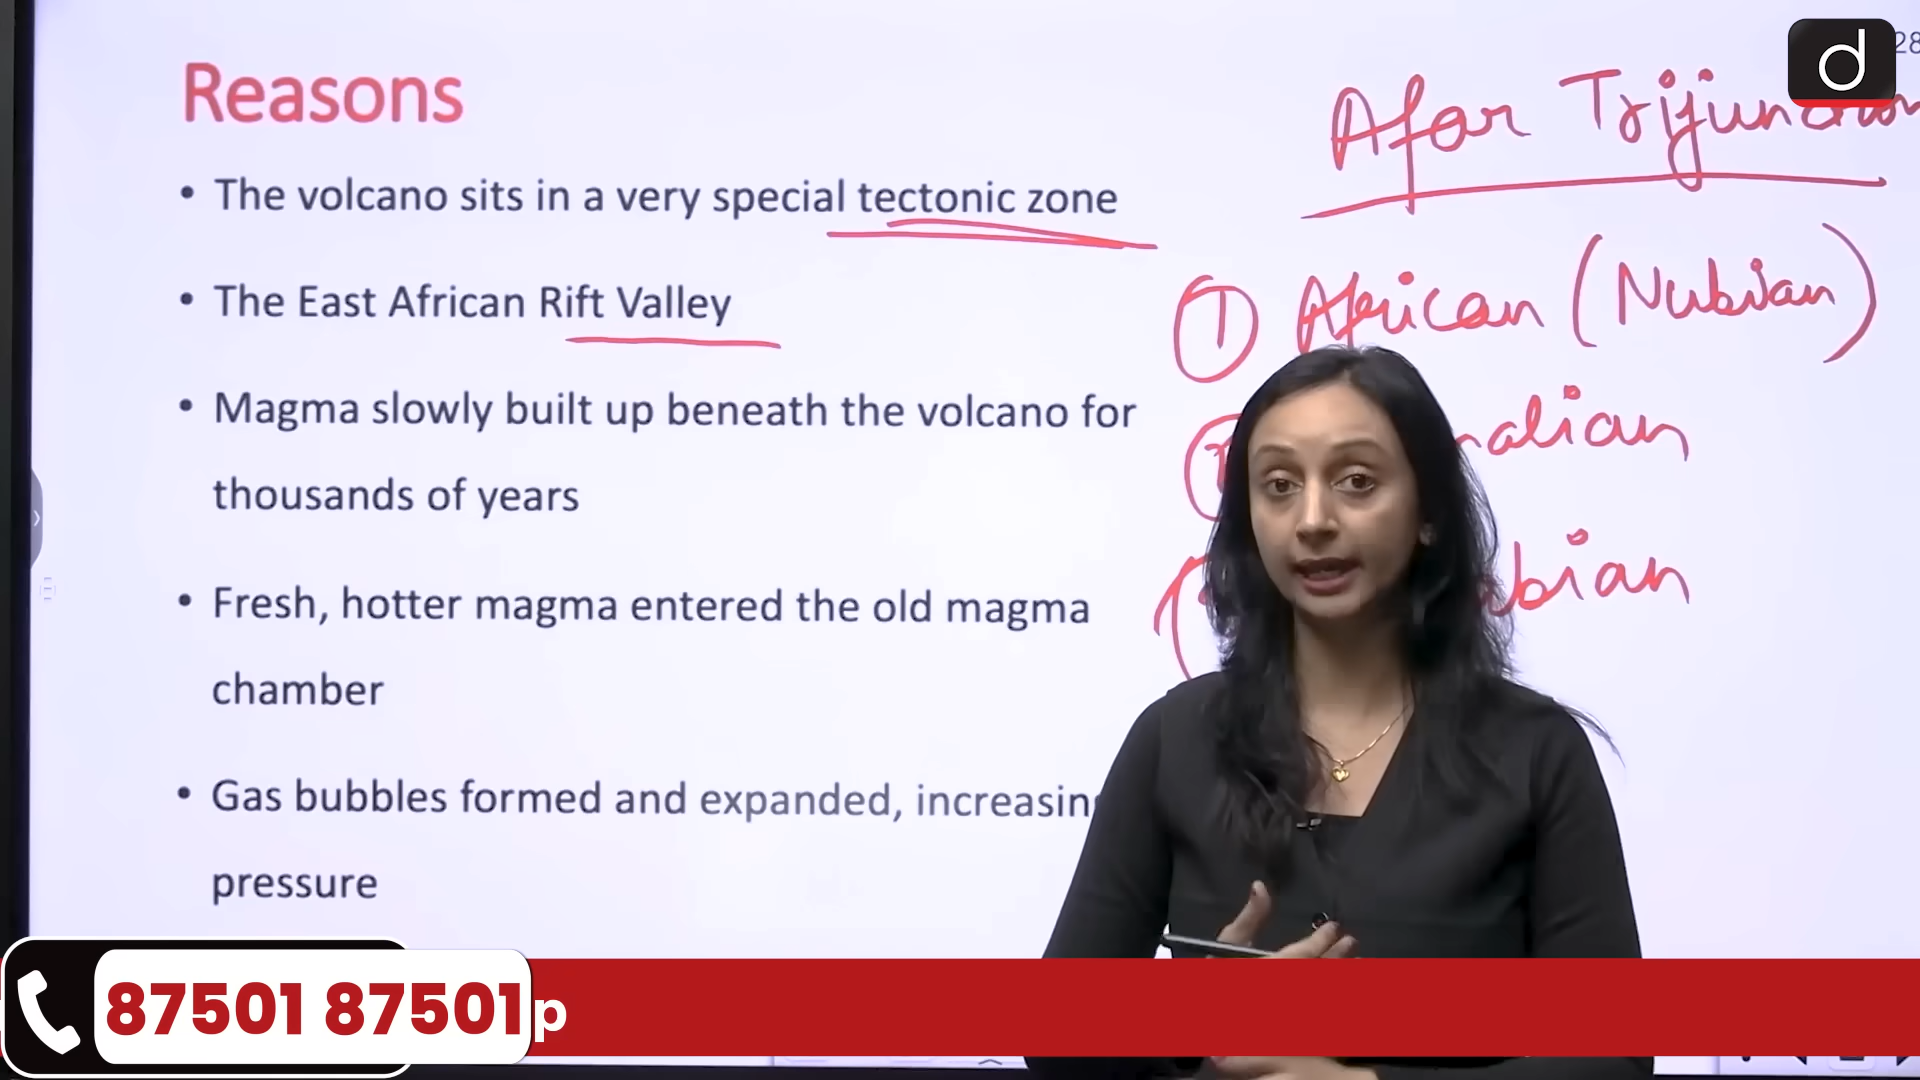 Reasons
• The volcano sits in a very special tectonic zone
• The East African Rift Valley
• Magma slowly built up beneath the volcano for
thousands of years
• Fresh, hotter magma entered the old magma
chamber
• Gas bubbles formed and expanded,
pressure
28
d
Afar
1 African (Nubian)
87501 87501
p